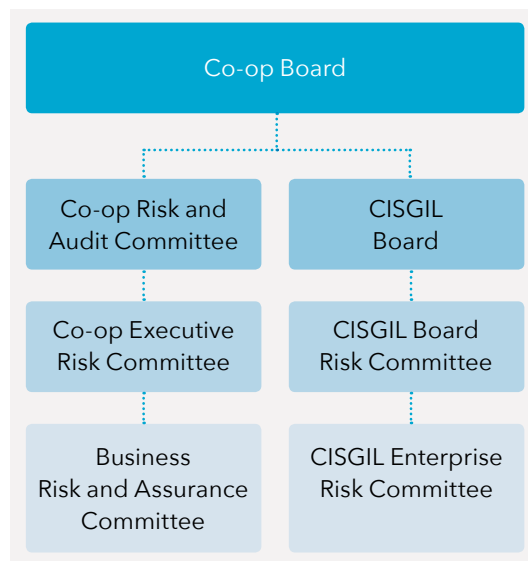 Co-op Board
Co-op Risk and
Audit Committee
CISGIL
Board
Co-op Executive
Risk Committee
CISGIL Board
Risk Committee
Business
Risk and Assurance
Committee
CISGIL Enterprise
Risk Committee